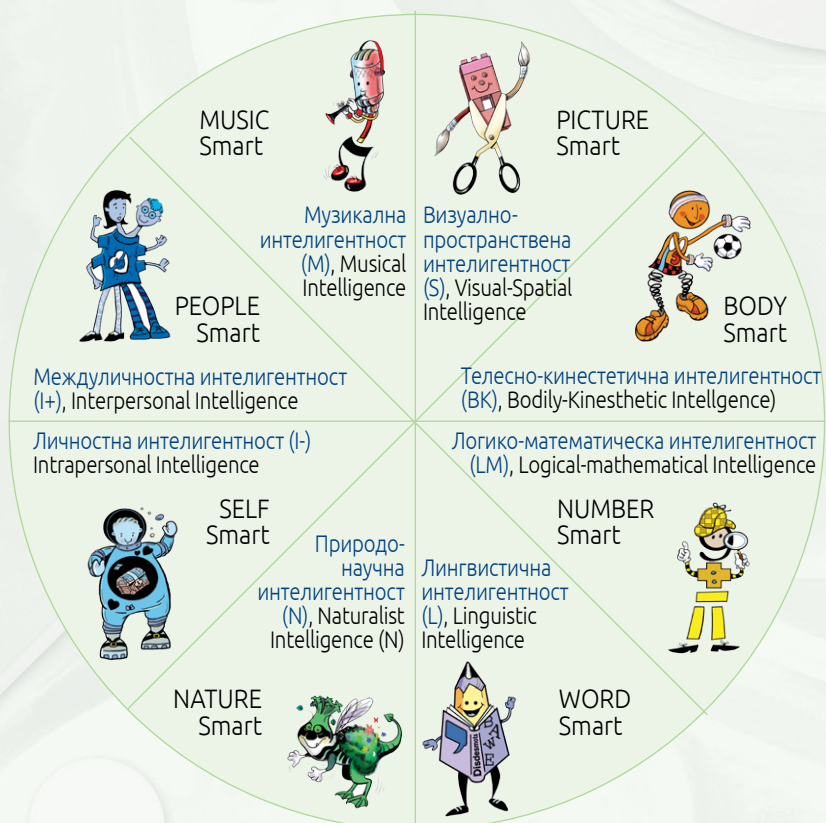 MUSIC
Smart
Музикална
интелигентност
(M), Musical
Intelligence
PICTURE
Smart
Визуално-
пространствена
интелигентност
(S), Visual-Spatial
Intelligence
PEOPLE
Smart
Междуличностна интелигентност
(I+), Interpersonal Intelligence
BODY
Smart
Телесно-кинестетична интелигентност
(BK), Bodily-Kinesthetic Intellgence)
Личностна интелигентност (I-)
Intrapersonal Intelligence
SELF
Smart
Логико-математическа интелигентност
(LM), Logical-mathematical Intelligence
NUMBER
Smart
Природо-
научна
интелигентност
(N), Naturalist
Intelligence (N)
NATURE
Smart
Лингвистична
интелигентност
(L), Linguistic
Intelligence
WORD
Smart